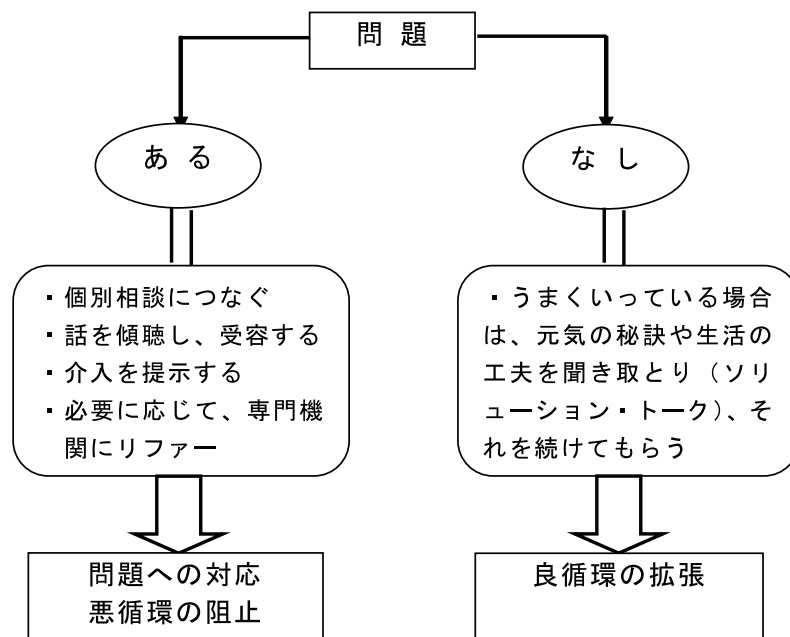 問 題
あ る
な し
・個別相談につなぐ
・話を傾聴し、受容する
・介入を提示する
・必要に応じて、専門機
関にリファー
・うまくいっている場合
は、元気の秘訣や生活の
工夫を聞き取とり（ソリ
ューション・トーク）、そ
れを続けてもらう
問題への対応
悪循環の阻止
良循環の拡張